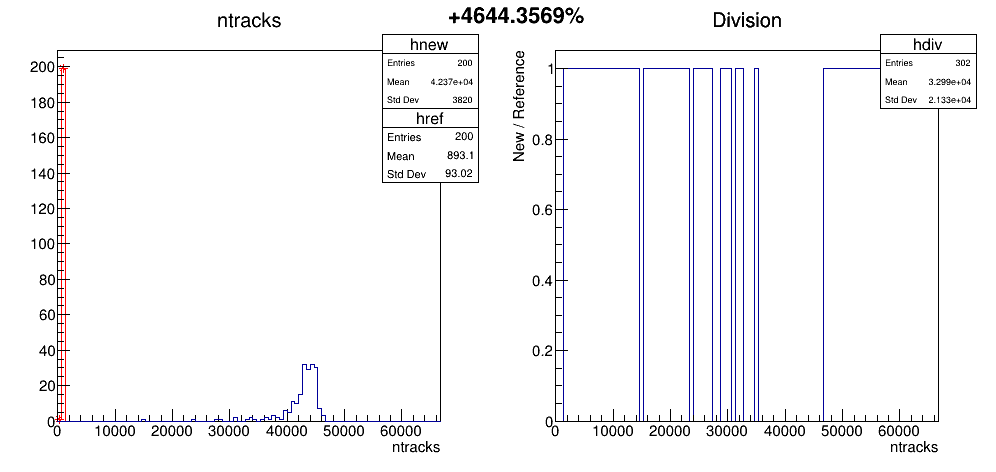 +4644.3569%
ntracks
hnew
Entries 200
Mean 4.237e+04
Std Dev 3820
href
Entries 200
Mean 893.1
Std Dev 93.02
200
180
160
140
120
100
80
60
40
20
0
0 10000 20000 30000 40000 50000 60000
ntracks
Division
hdiv
Entries 302
Mean 3.299e+04
Std Dev 2.133e+04
New / Reference
1
0.8
0.6
0.4
0.2
0
0 10000 20000 30000 40000 50000 60000
ntracks